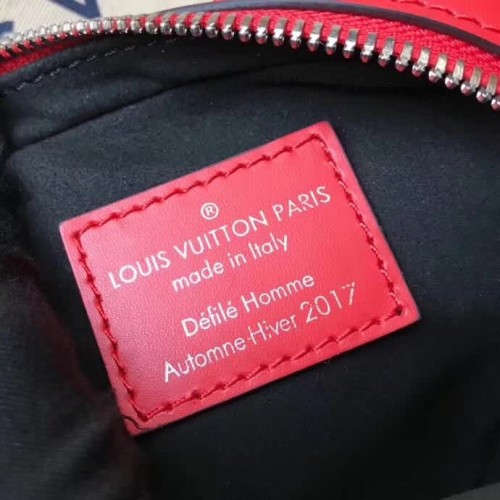 ®
LOUIS VUITTON PARIS
made in Italy
Défilé Homme
Automne-Hiver 2017